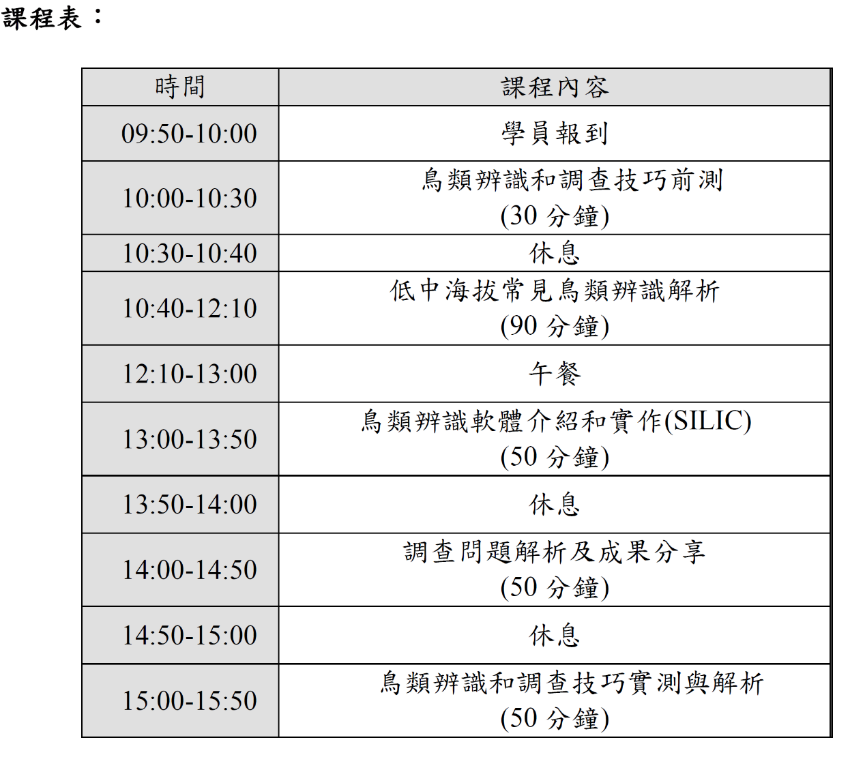 課程表：
時間 課程內容
09:50-10:00 學員報到
10:00-10:30 鳥類辨識和調查技巧前測
(30 分鐘)
10:30-10:40 休息
10:40-12:10 低中海拔常見鳥類辨識解析
(90 分鐘)
12:10-13:00 午餐
13:00-13:50 鳥類辨識軟體介紹和實作(SILIC)
(50 分鐘)
13:50-14:00 休息
14:00-14:50 調查問題解析及成果分享
(50 分鐘)
14:50-15:00 休息
15:00-15:50 鳥類辨識和調查技巧實測與解析
(50 分鐘)